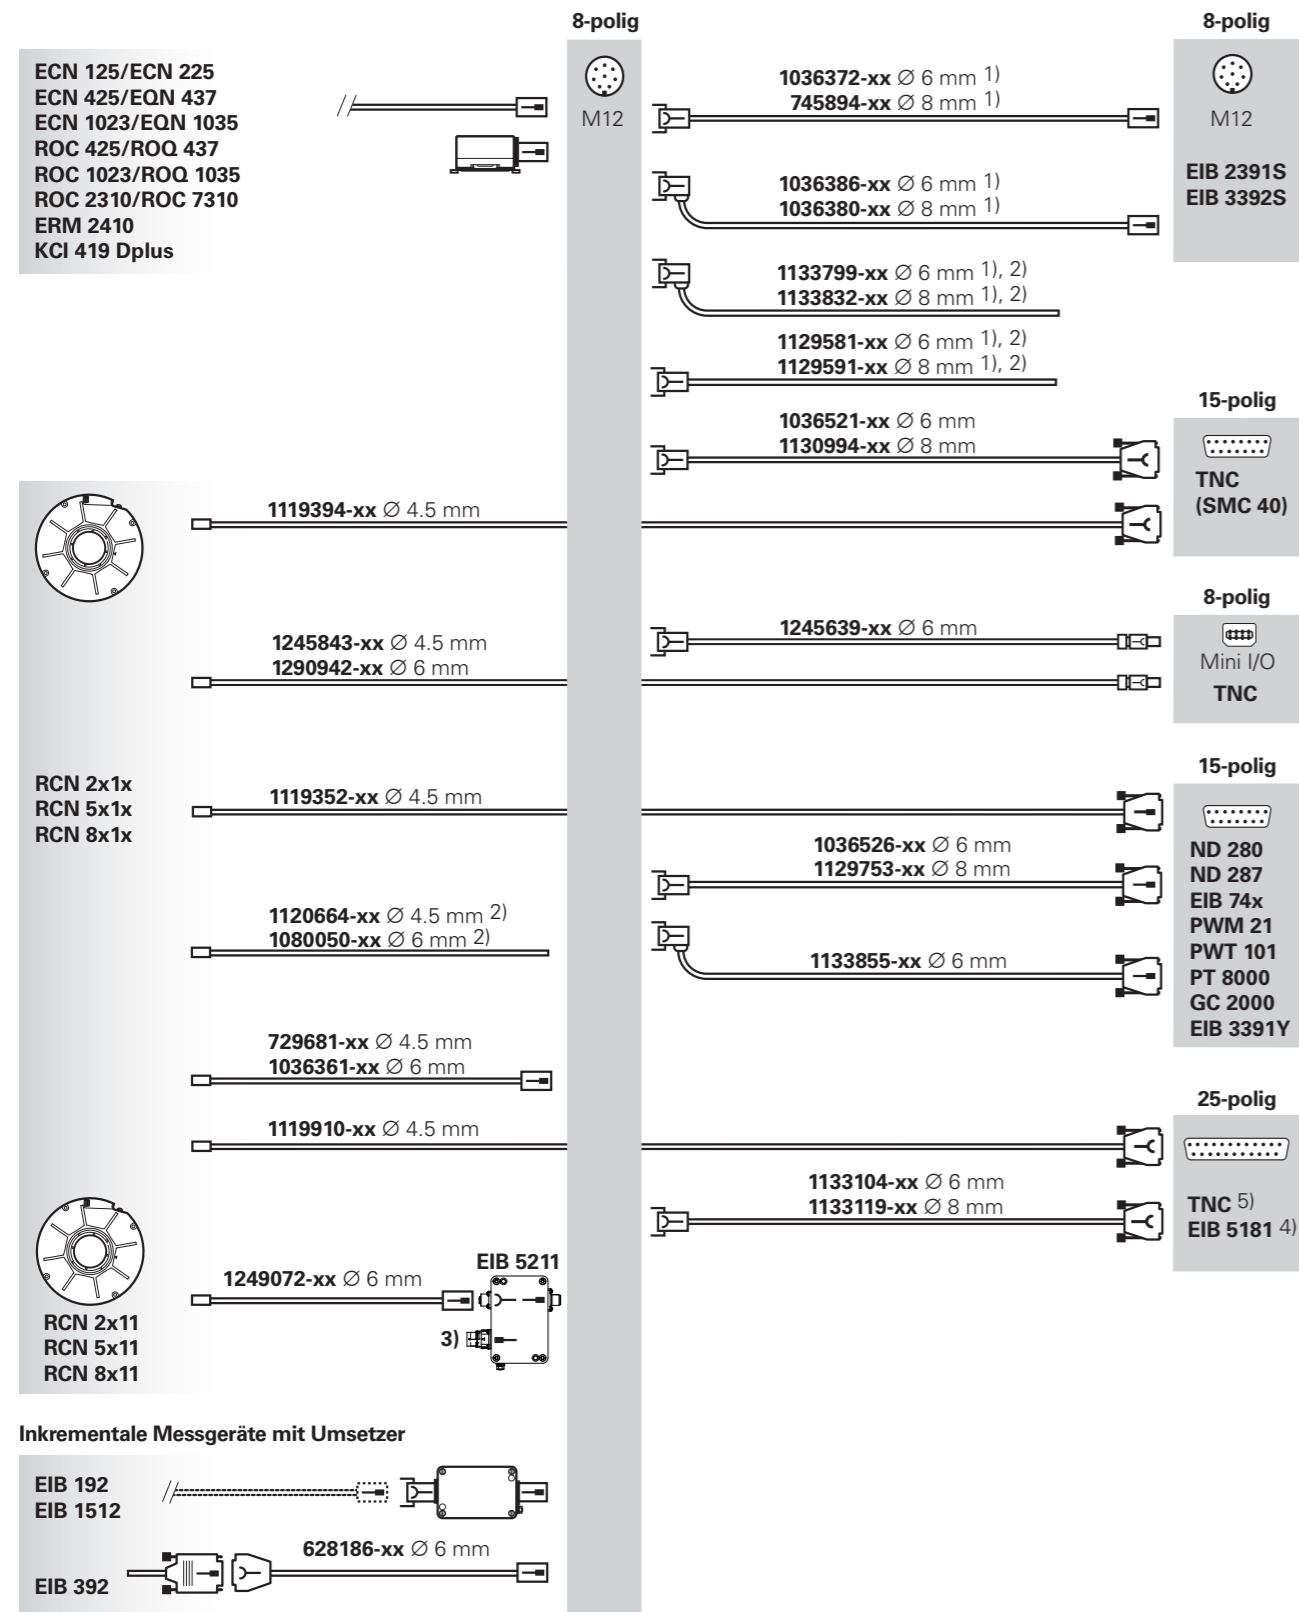 8-polig
8-polig
ECN 125/ECN 225
ECN 425/EQN 437
ECN 1023/EQN 1035
ROC 425/ROQ 437
ROC 1023/ROQ 1035
ROC 2310/ROC 7310
ERM 2410
KCI 419 Dplus
M12
1036372-xx Ø 6 mm 1)
745894-xx Ø 8 mm 1)
M12
EIB 2391S
EIB 3392S
1036386-xx Ø 6 mm 1)
1036380-xx Ø 8 mm 1)
1133799-xx Ø 6 mm 1), 2)
1133832-xx Ø 8 mm 1), 2)
1129581-xx Ø 6 mm 1), 2)
1129591-xx Ø 8 mm 1), 2)
15-polig
1036521-xx Ø 6 mm
1130994-xx Ø 8 mm
TNC
(SMC 40)
1119394-xx Ø 4.5 mm
8-polig
1245843-xx Ø 4.5 mm
1290942-xx Ø 6 mm
1245639-xx Ø 6 mm
Mini I/O
TNC
15-polig
RCN 2x1x
RCN 5x1x
RCN 8x1x
1119352-xx Ø 4.5 mm
1036526-xx Ø 6 mm
1129753-xx Ø 8 mm
ND 280
ND 287
EIB 74x
PWM 21
PWT 101
PT 8000
GC 2000
EIB 3391Y
1120664-xx Ø 4.5 mm 2)
1080050-xx Ø 6 mm 2)
1133855-xx Ø 6 mm
729681-xx Ø 4.5 mm
1036361-xx Ø 6 mm
25-polig
1119910-xx Ø 4.5 mm
1133104-xx Ø 6 mm
1133119-xx Ø 8 mm
TNC 5)
EIB 5181 4)
EIB 5211
1249072-xx Ø 6 mm
3)
RCN 2x11
RCN 5x11
RCN 8x11
Inkrementale Messgeräte mit Umsetzer
EIB 192
EIB 1512
628186-xx Ø 6 mm
EIB 392